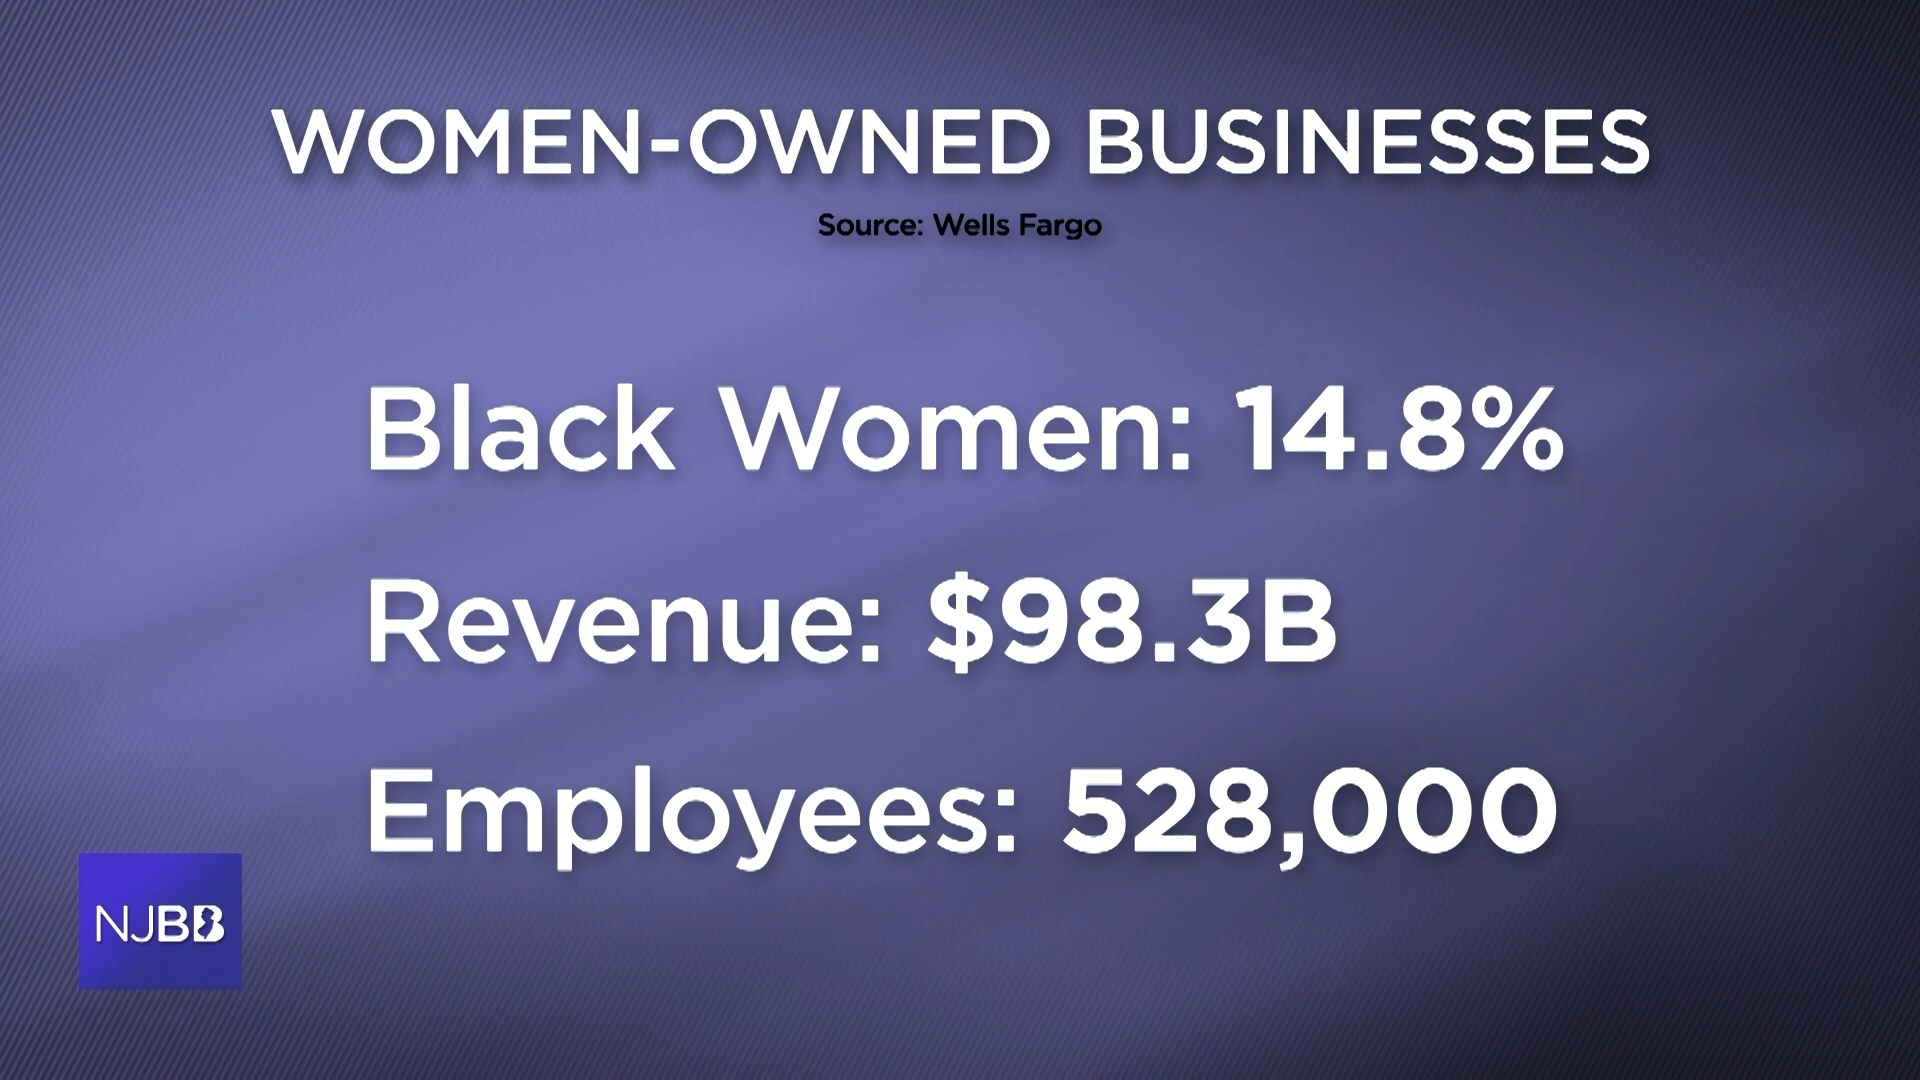 WOMEN-OWNED BUSINESSES
Source: Wells Fargo
Black Women: 14.8%
Revenue: $98.3B
Employees: 528,000
NJBB